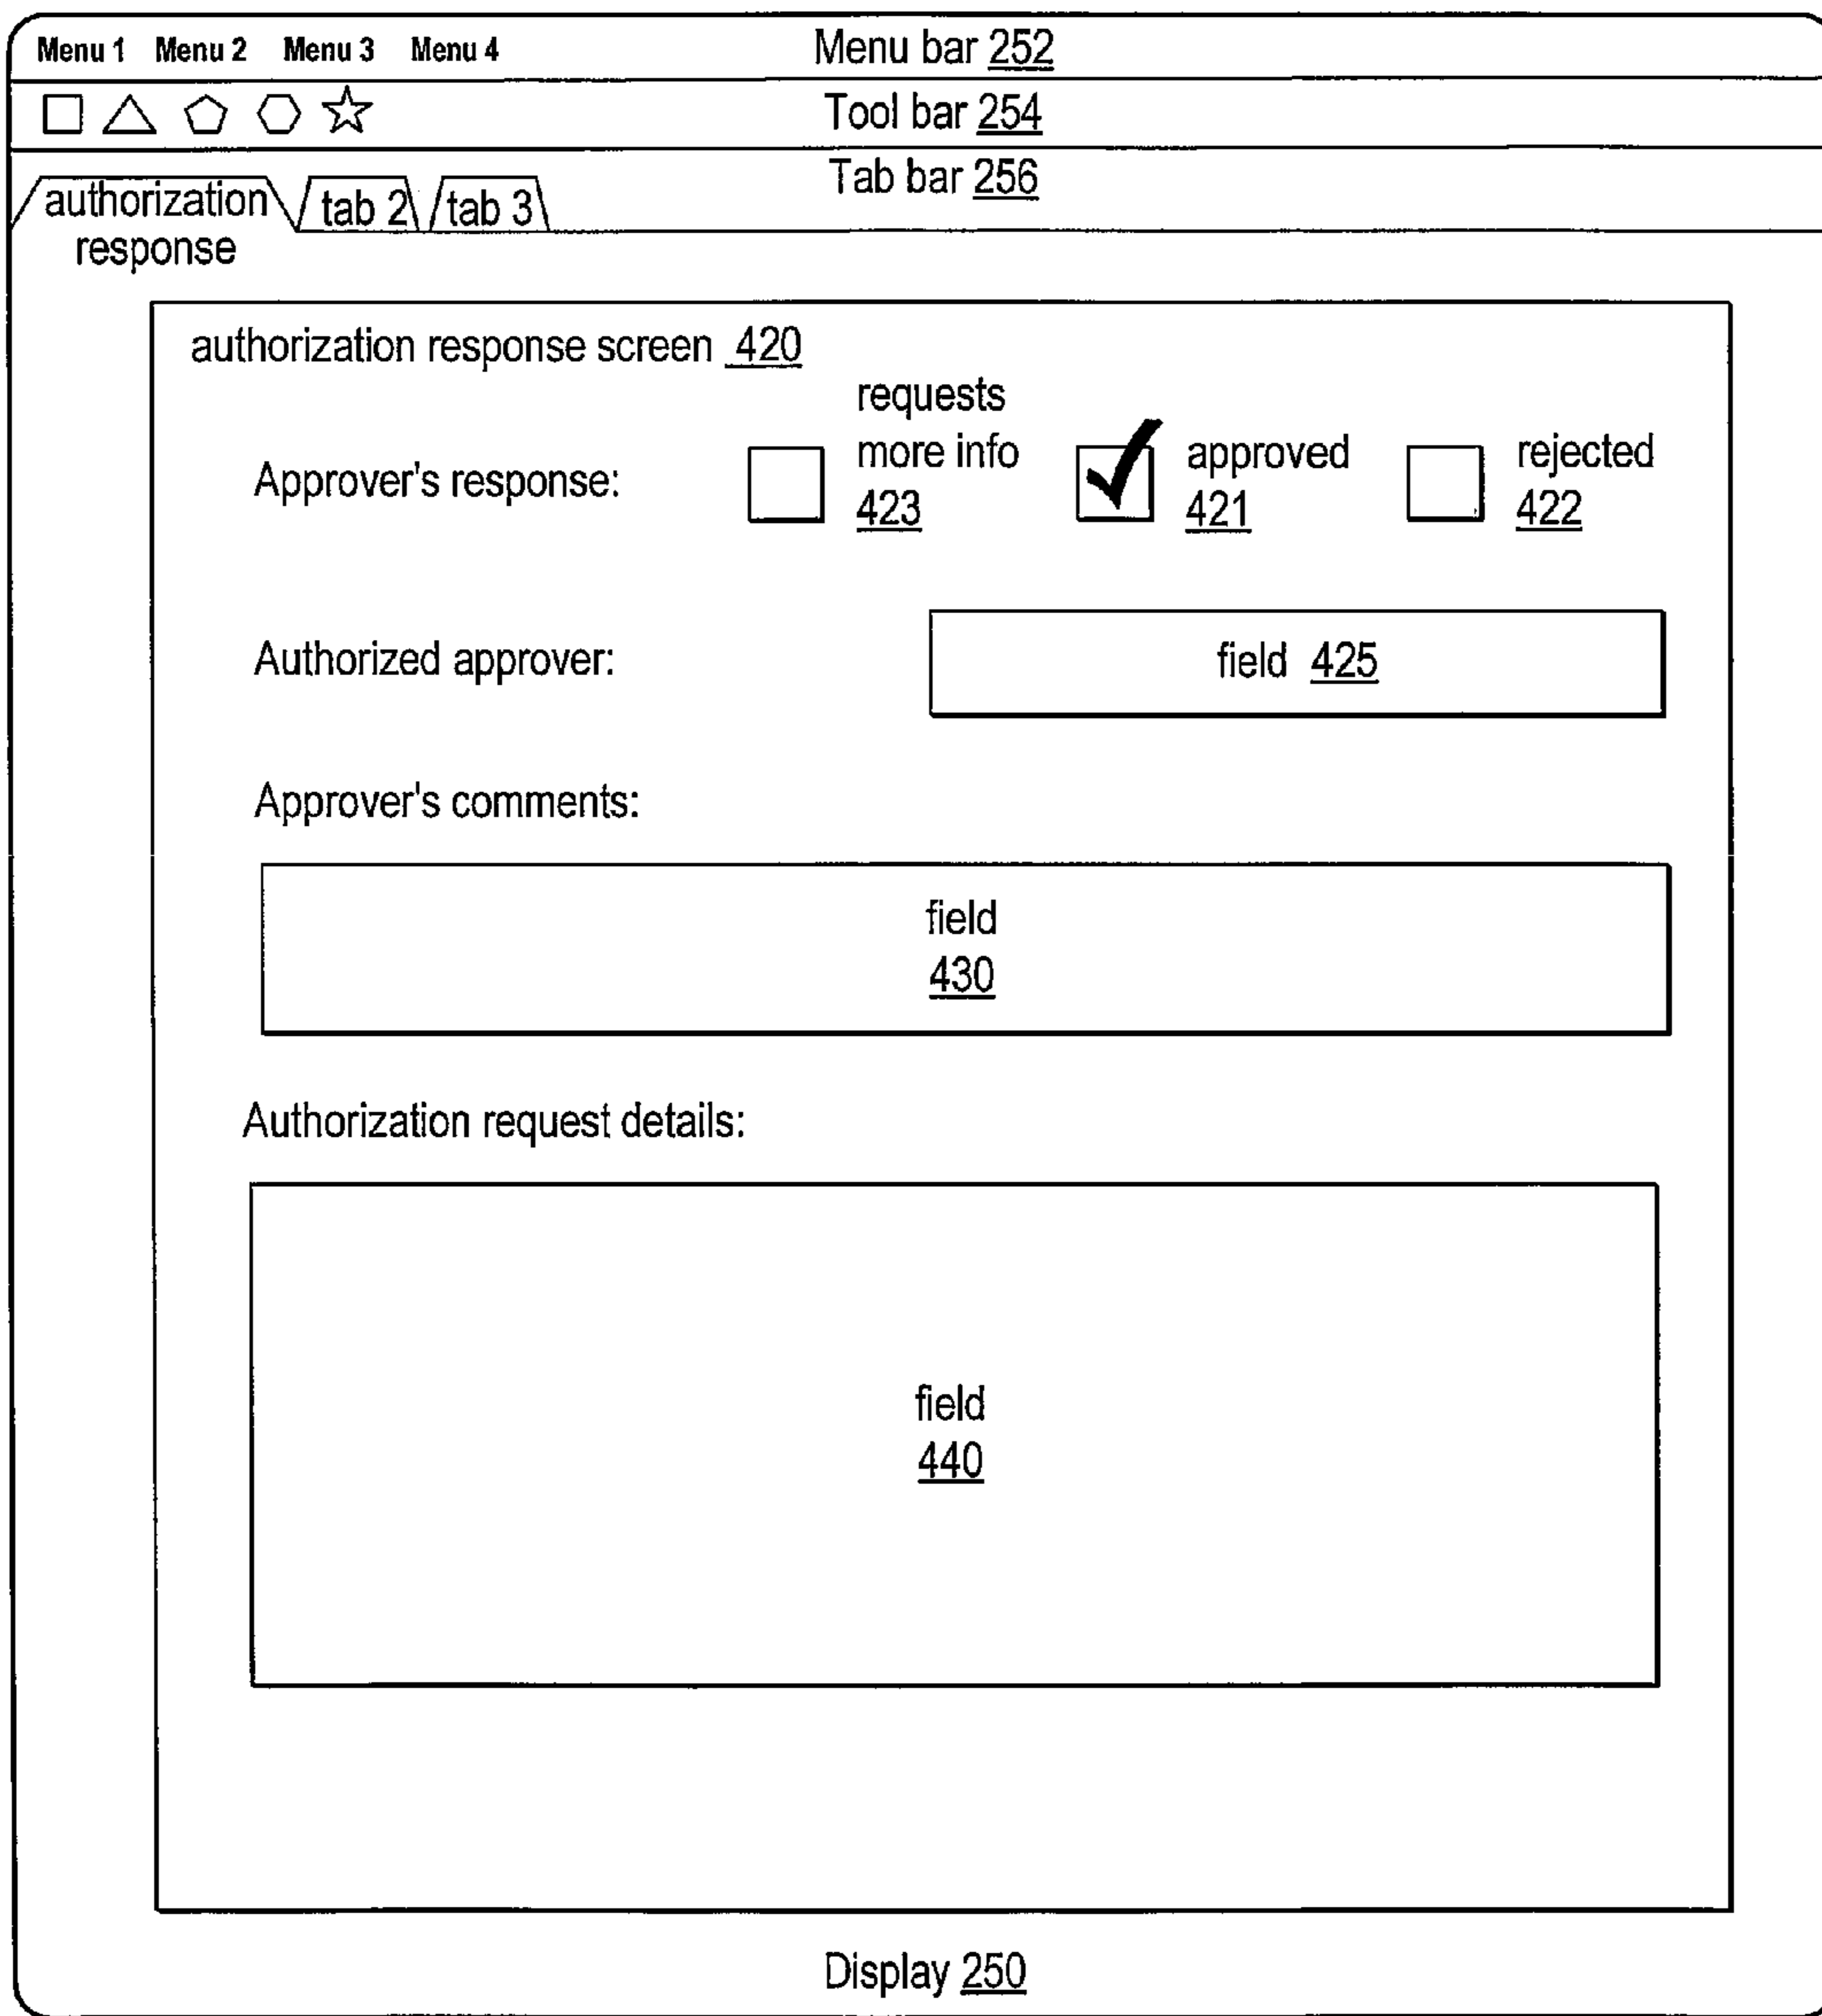 Menu 1 Menu 2 Menu 3 Menu 4 Menu bar 252
Tool bar 254
Tab bar 256
authorization tab 2 tab 3
response
authorization response screen 420
requests
more info approved rejected
Approver's response:
423 421 422
Authorized approver: field 425
Approver's comments:
field
430
Authorization request details:
field
440
Display 250